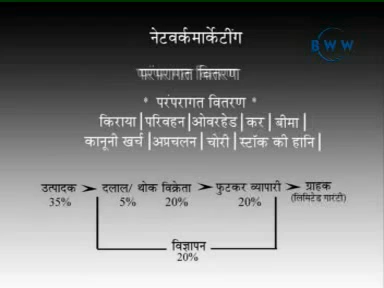 नेटवर्कमार्केटींग
BWW
परंपरागत वितरण
* परंपरागत वितरण *
किराया|परिवहन|ओवरहेड|कर|बीमा|
कानूनी खर्च|अप्रचलन|चोरी|स्टॉक की हानि|
उत्पादक दलाल/ थोक विक्रेता फुटकर व्यापारी ग्राहक
35% 5% 20% 20% (लिमिटेड गारंटी)
विज्ञापन
20%